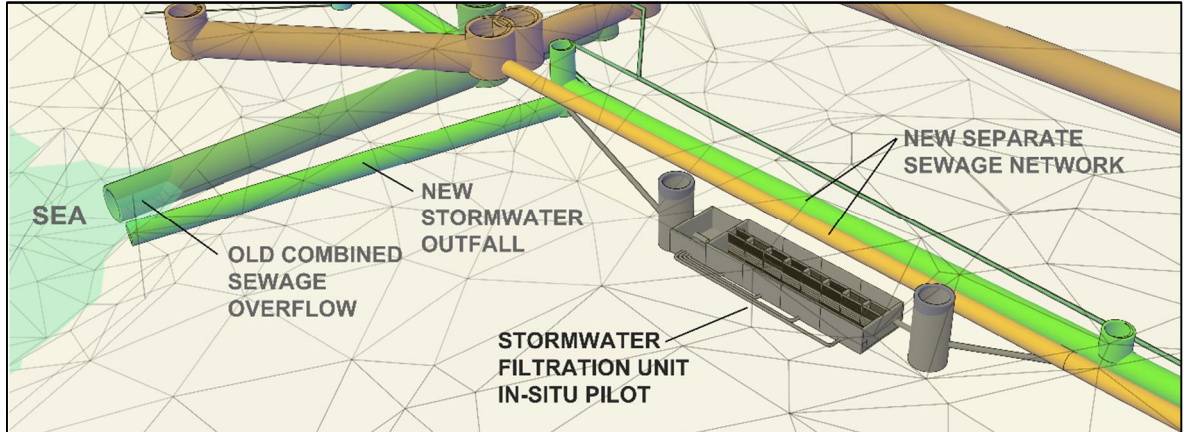 NEW SEPARATE
SEWAGE NETWORK
SEA
NEW
STORMWATER
OUTFALL
OLD COMBINED
SEWAGE
OVERFLOW
STORMWATER
FILTRATION UNIT
IN-SITU PILOT